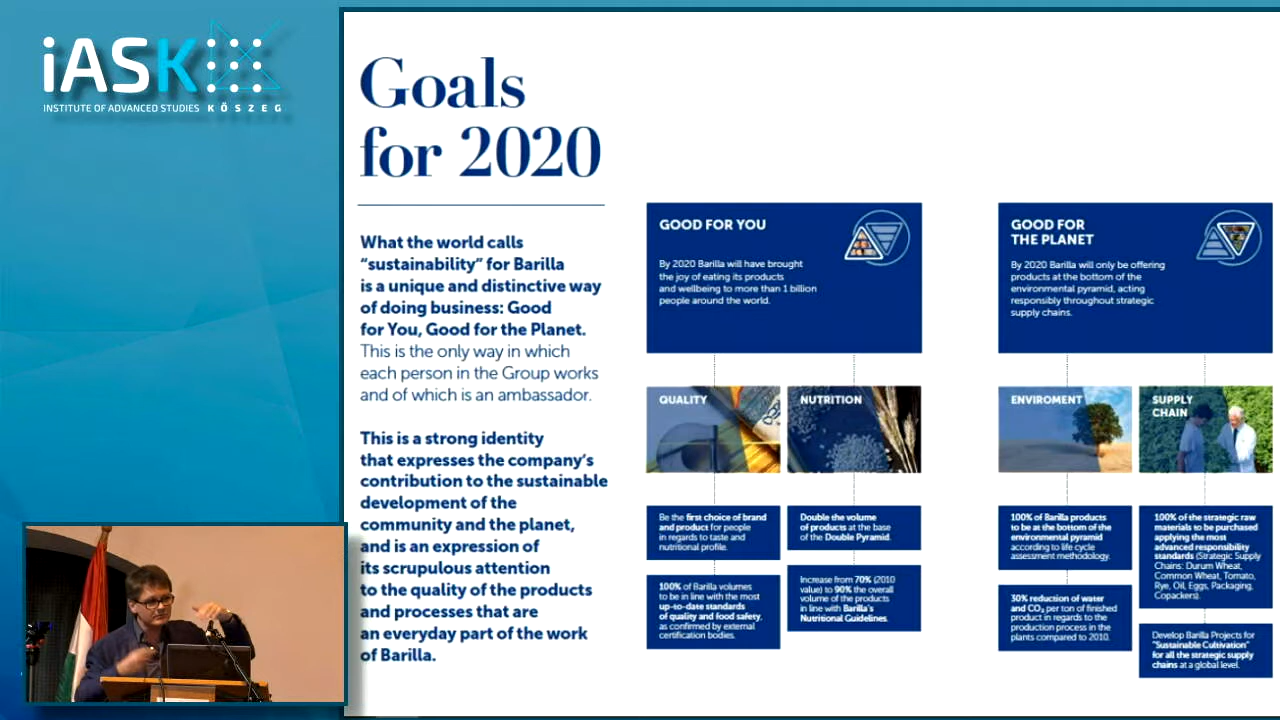 iASK
INSTITUTE OF ADVANCED STUDIES KŐSZEG
Goals
for 2020
What the world calls
“sustainability” for Barilla
is a unique and distinctive way
of doing business: Good
for You, Good for the Planet.
This is the only way in which
each person in the Group works
and of which is an ambassador.
This is a strong identity
that expresses the company’s
contribution to the sustainable
development of the
community and the planet,
and is an expression of
its scrupulous attention
to the quality of the products
and processes that are
an everyday part of the work
of Barilla.
GOOD FOR YOU
By 2020 Barilla will have brought
the joy of eating its products
and wellbeing to more than 1 billion
people around the world.
QUALITY
Be the first choice of brand
and product for people
in regards to taste and
nutritional profile.
100% of Barilla volumes
to be in line with the most
up-to-date standards
of quality and food safety,
as confirmed by external
certification bodies.
NUTRITION
Double the volume
of products at the base
of the Double Pyramid.
Increase from 70% (2010
value) to 90% the overall
volume of the products
in line with Barilla’s
Nutritional Guidelines.
GOOD FOR
THE PLANET
By 2020 Barilla will only be offering
products at the bottom of the
environmental pyramid, acting
responsibly throughout strategic
supply chains.
ENVIROMENT
100% of Barilla products
to be at the bottom of the
environmental pyramid
according to life cycle
assessment methodology.
30% reduction of water
and CO₂ per ton of finished
product in regards to the
production process in the
plants compared to 2010.
SUPPLY
CHAIN
100% of the strategic raw
materials to be purchased
applying the most
advanced responsibility
standards (Strategic Supply
Chains: Durum Wheat,
Common Wheat, Tomato,
Rye, Oil, Eggs, Packaging,
Copackers).
Develop Barilla Projects for
“Sustainable Cultivation”
for all the strategic supply
chains at a global level.